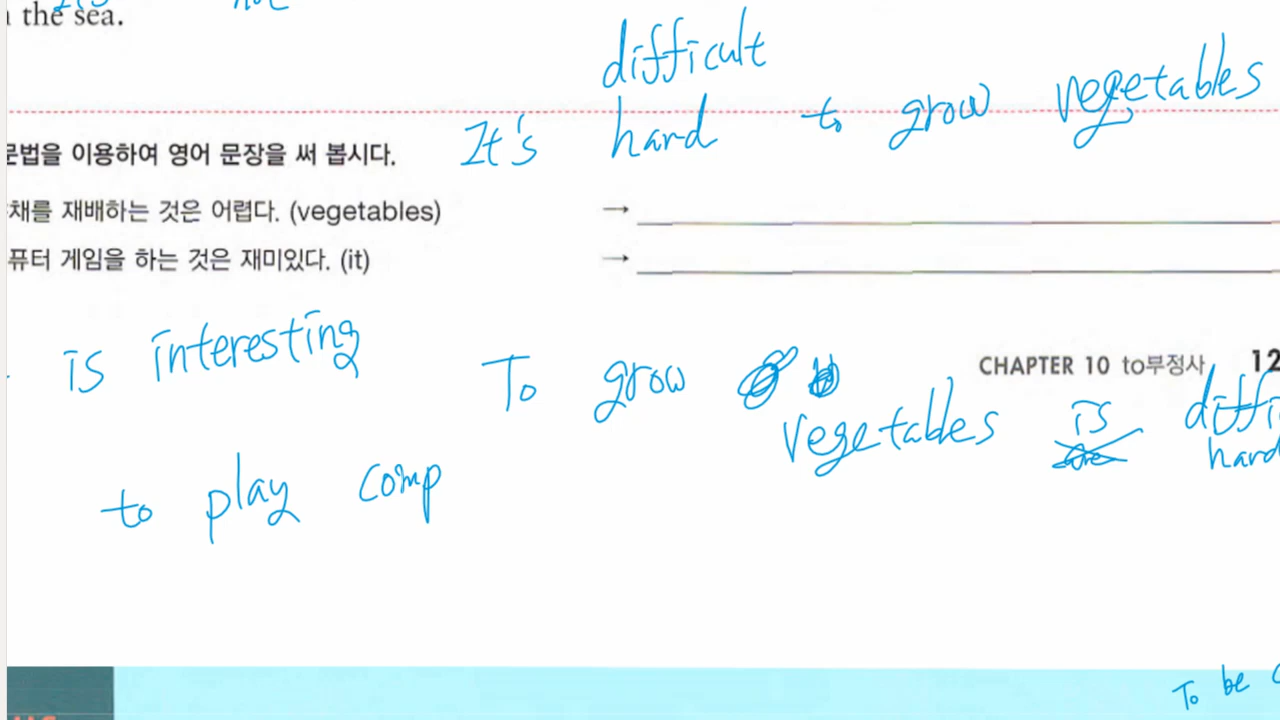 the sea.
difficult
It's hard to grow vegetables
문법을 이용하여 영어 문장을 써 봅시다.
채를 재배하는 것은 어렵다. (vegetables) →
퓨터 게임을 하는 것은 재미있다. (it) →
is interesting
CHAPTER 10 to부정사 12
To grow vegetables is
hard
to play comp
To be